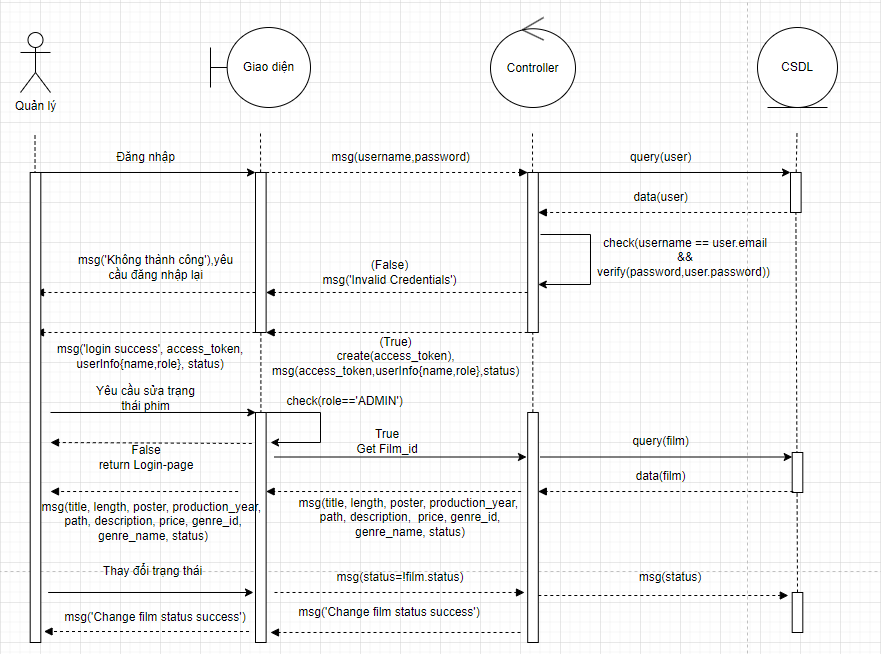 Quản lý
Giao diện
Controller
CSDL
Đăng nhập
msg(username,password)
query(user)
data(user)
check(username == user.email
&&
verify(password,user.password))
msg('Không thành công'),yêu
cầu đăng nhập lại
(False)
msg('Invalid Credentials')
(True)
create(access_token),
msg(access_token,userInfo{name,role},status)
msg('login success', access_token,
userInfo{name,role}, status)
Yêu cầu sửa trạng
thái phim
check(role=='ADMIN')
False
return Login-page
True
Get Film_id
query(film)
data(film)
msg(title, length, poster, production_year,
path, description, price, genre_id,
genre_name, status)
msg(title, length, poster, production_year,
path, description,  price, genre_id,
genre_name, status)
Thay đổi trạng thái
msg(status=!film.status)
msg(status)
msg('Change film status success')
msg('Change film status success')